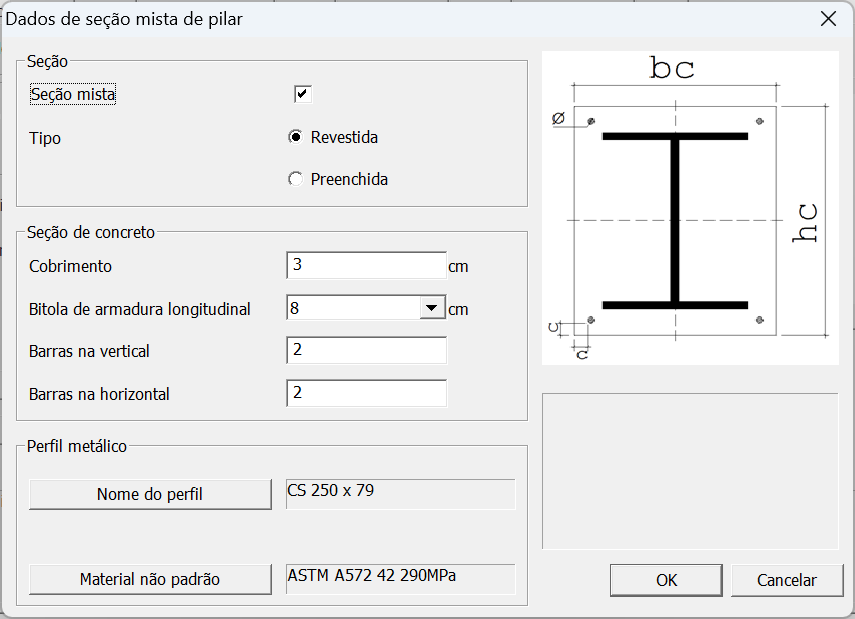 Dados de seção mista de pilar
Seção
Seção mista
Tipo
Revestida
Preenchida
Seção de concreto
Cobrimento 3 cm
Bitola de armadura longitudinal 8 cm
Barras na vertical 2
Barras na horizontal 2
Perfil metálico
Nome do perfil CS 250 x 79
Material não padrão ASTM A572 42 290MPa
bc
ø
hc
c
c
OK
Cancelar